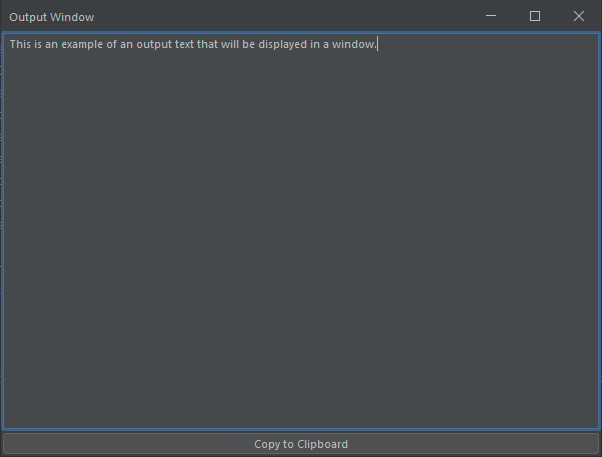 Output Window
This is an example of an output text that will be displayed in a window.
Copy to Clipboard